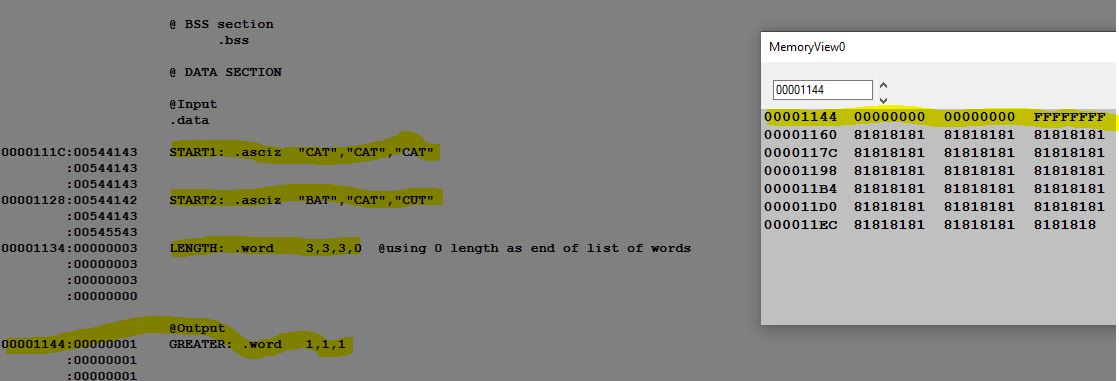 @ BSS section
.bss
@ DATA SECTION
@Input
.data
0000111C:00544143 START1: .asciz "CAT","CAT","CAT"
:00544143
:00544143
00001128:00544142 START2: .asciz "BAT","CAT","CUT"
:00544143
:00545543
00001134:00000003 LENGTH: .word 3,3,3,0 @using 0 length as end of list of words
:00000003
:00000003
:00000000
@Output
00001144:00000001 GREATER: .word 1,1,1
:00000001
:00000001
MemoryView0
00001144
00001144 00000000 00000000 FFFFFFFF
00001160 81818181 81818181 81818181
0000117C 81818181 81818181 81818181
00001198 81818181 81818181 81818181
000011B4 81818181 81818181 81818181
000011D0 81818181 81818181 81818181
000011EC 81818181 81818181 8181818